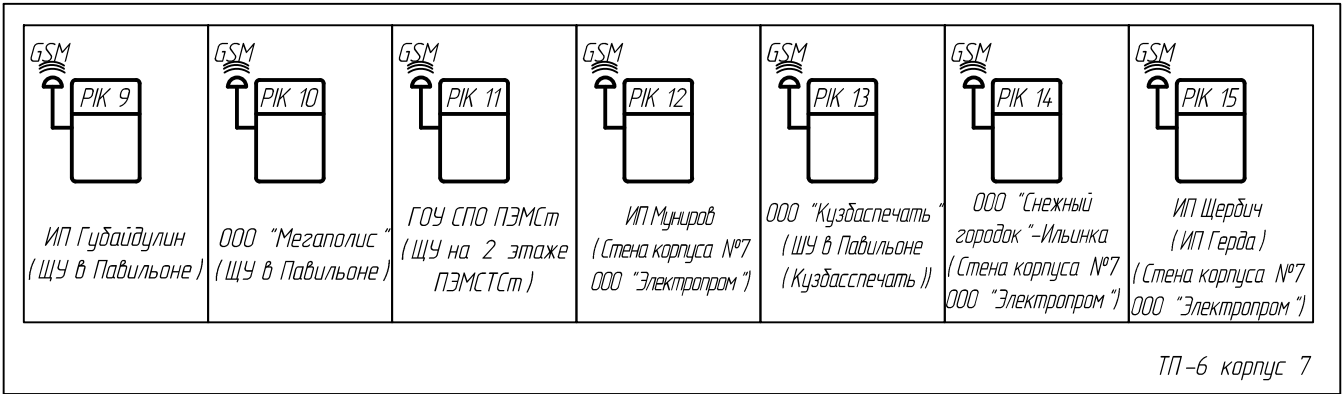 GSM
PIK 9
ИП Губайдулин
(ЩУ в Павильоне)
GSM
PIK 10
ООО "Мегаполис"
(ЩУ в Павильоне)
GSM
PIK 11
ГОУ СПО ПЭМСт
(ЩУ на 2 этаже
ПЭМСТСт)
GSM
PIK 12
ИП Муниров
(Стена корпуса №7
ООО "Электропром")
GSM
PIK 13
ООО "Кузбаспечать"
(ШУ в Павильоне
(Кузбасспечать))
GSM
PIK 14
ООО "Снежный
городок"-Ильинка
(Стена корпуса №7
ООО "Электропром")
GSM
PIK 15
ИП Щербич
(ИП Герда)
(Стена корпуса №7
ООО "Электропром")
ТП-6 корпус 7